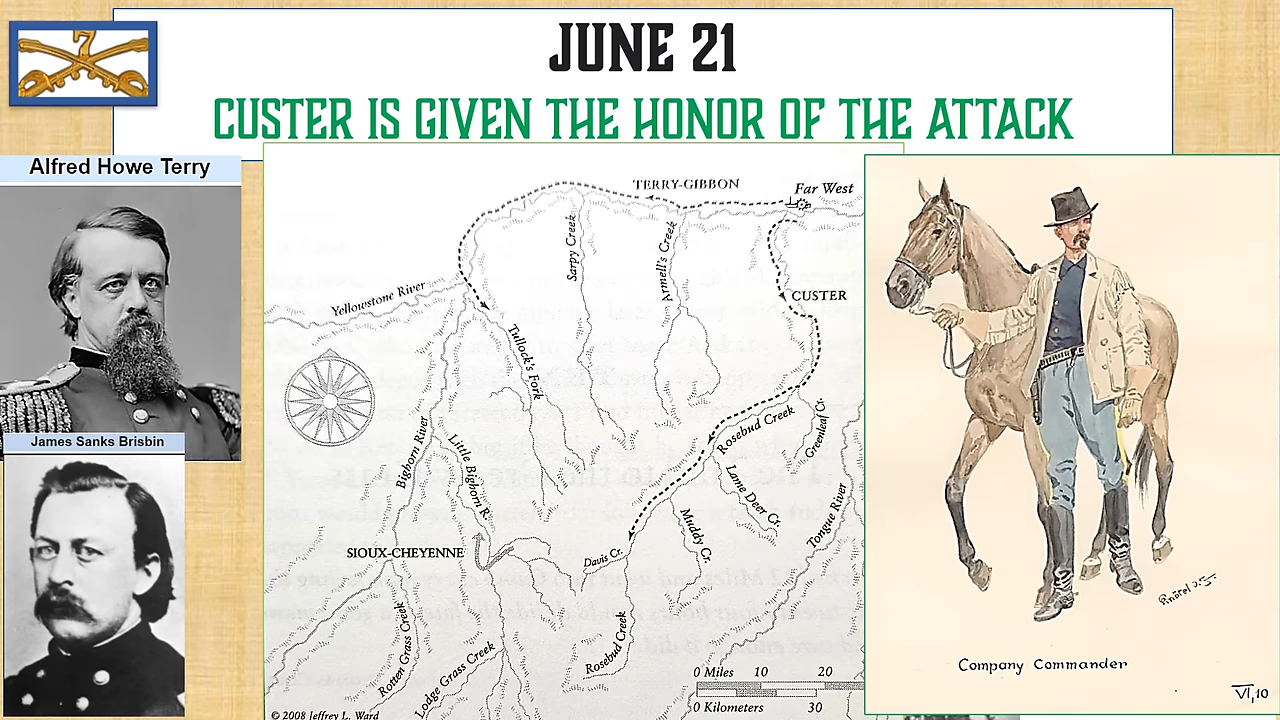 7
JUNE 21
CUSTER IS GIVEN THE HONOR OF THE ATTACK
Alfred Howe Terry
James Sanks Brisbin
TERRY-GIBBON
Far West
Sarpy Creek
Armell's Creek
Yellowstone River
CUSTER
Tullock's Fork
Rosebud Creek
Greenleaf Cr.
Bighorn River
Little Bighorn R.
Lame Deer Cr.
Tongue River
Muddy Cr.
SIOUX-CHEYENNE
Davis Cr.
Rotten Grass Creek
Lodge Grass Creek
Rosebud Creek
0 Miles 10 20
0 Kilometers 30
© 2008 Jeffrey L. Ward
Company Commander
VI, 10